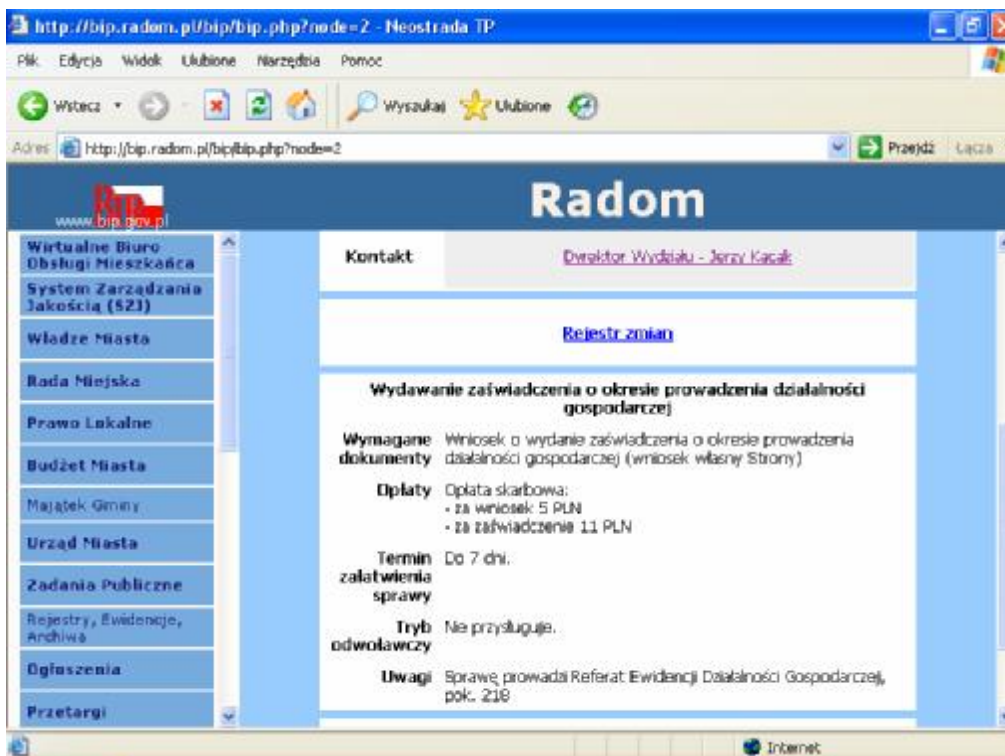 http://bip.radom.pl/bip/bip.php?node=2 - Neostrada TP
Plik Edycja Widok Ulubione Narzędzia Pomoc
Wstecz Wyszukaj Ulubione
Adres http://bip.radom.pl/bip/bip.php?node=2 Przejdź Łącza
BIP
www.bip.gov.pl
Radom
Wirtualne Biuro
Obsługi Mieszkańca
System Zarządzania
Jakością (SZJ)
Władze Miasta
Rada Miejska
Prawo Lokalne
Budżet Miasta
Majątek Gminy
Urząd Miasta
Zadania Publiczne
Rejestry, Ewidencje,
Archiwa
Ogłoszenia
Przetargi
Kontakt Dyrektor Wydziału - Jerzy Kacak
Rejestr zmian
Wydawanie zaświadczenia o okresie prowadzenia działalności
gospodarczej
Wymagane Wniosek o wydanie zaświadczenia o okresie prowadzenia
dokumenty działalności gospodarczej (wniosek własny Strony)
Opłaty Opłata skarbowa:
- za wniosek 5 PLN
- za zaświadczenie 11 PLN
Termin Do 7 dni.
załatwienia
sprawy
Tryb Nie przysługuje.
odwoławczy
Uwagi Sprawę prowadzi Referat Ewidencji Działalności Gospodarczej,
pok. 218
Internet